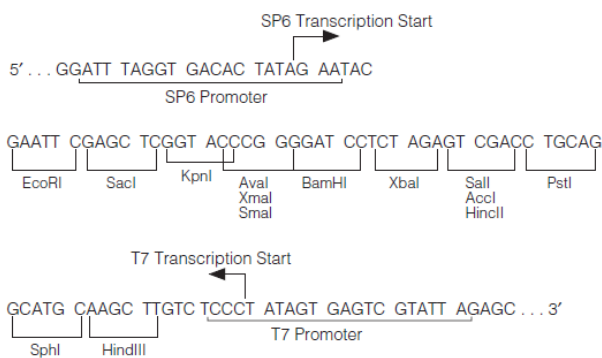 SP6 Transcription Start
5′ . . . GGATT TAGGT GACAC TATAG AATAC
SP6 Promoter
GAATT CGAGC TCGGT ACCCG GGGAT CCTCT AGAGT CGACC TGCAG
EcoRI SacI KpnI AvaI BamHI XbaI SalI PstI
XmaI AccI
SmaI HincII
T7 Transcription Start
GCATG CAAGC TTGTC TCCCT ATAGT GAGTC GTATT AGAGC . . . 3′
T7 Promoter
SphI HindIII